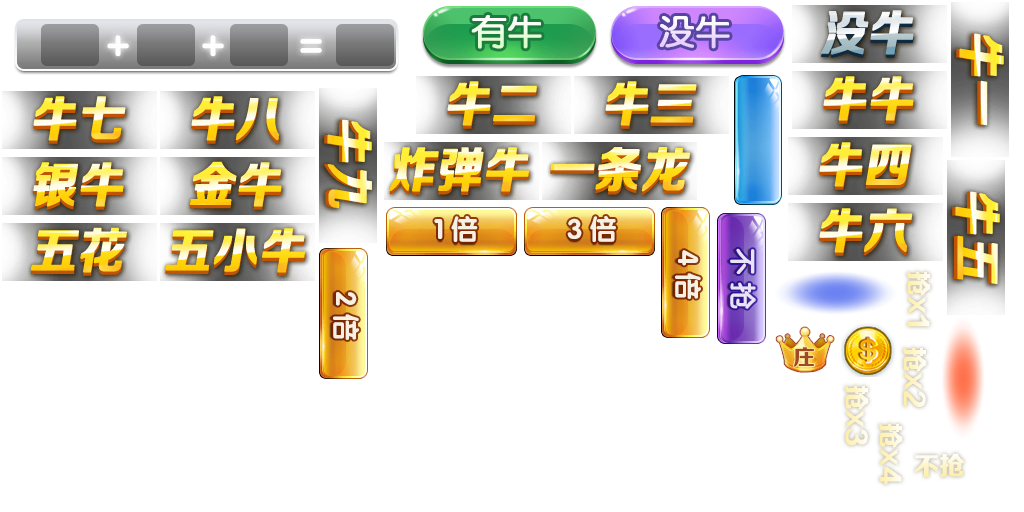 + + =
有牛
没牛
没牛
牛一
牛七
牛八
牛九
牛二
牛三
牛牛
银牛
金牛
炸弹牛
一条龙
牛四
五花
五小牛
1倍
3倍
4倍
不抢
牛六
牛五
2倍
庄
$
抢x1
抢x2
抢x3
抢x4
不抢